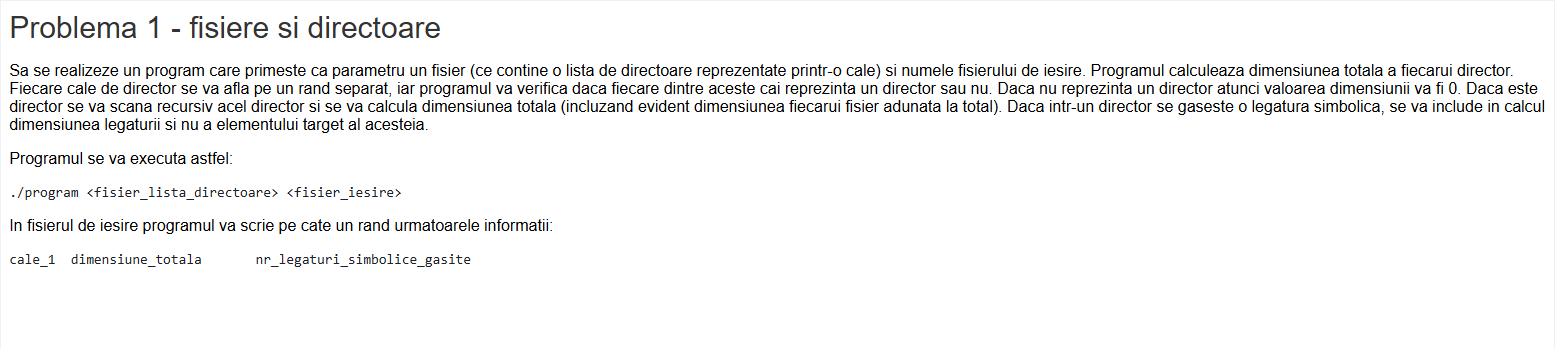 Problema 1 - fisiere si directoare
Sa se realizeze un program care primeste ca parametru un fisier (ce contine o lista de directoare reprezentate printr-o cale) si numele fisierului de iesire. Programul calculeaza dimensiunea totala a fiecarui director.
Fiecare cale de director se va afla pe un rand separat, iar programul va verifica daca fiecare dintre aceste cai reprezinta un director sau nu. Daca nu reprezinta un director atunci valoarea dimensiunii va fi 0. Daca este
director se va scana recursiv acel director si se va calcula dimensiunea totala (incluzand evident dimensiunea fiecarui fisier adunata la total). Daca intr-un director se gaseste o legatura simbolica, se va include in calcul
dimensiunea legaturii si nu a elementului target al acesteia.
Programul se va executa astfel:
./program <fisier_lista_directoare> <fisier_iesire>
In fisierul de iesire programul va scrie pe cate un rand urmatoarele informatii:
cale_1 dimensiune_totala nr_legaturi_simbolice_gasite